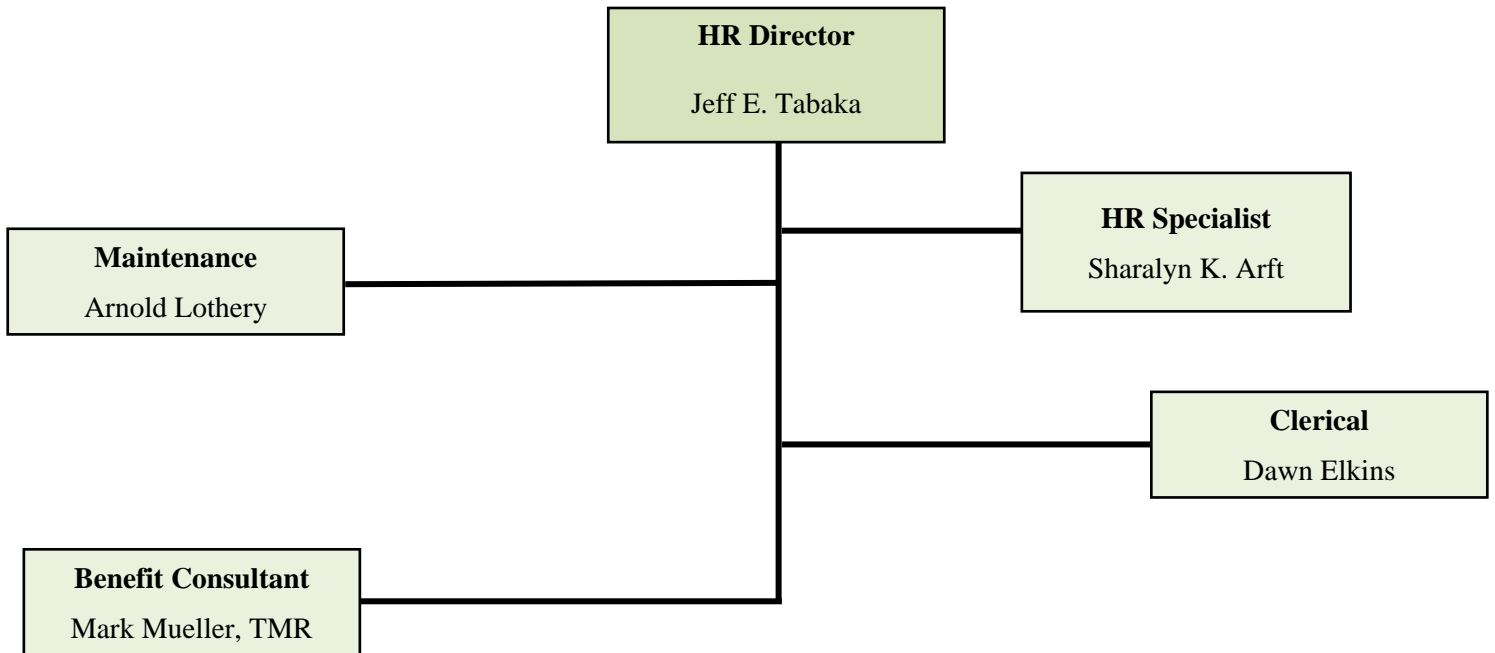 HR Director
Jeff E. Tabaka
HR Specialist
Sharalyn K. Arft
Maintenance
Arnold Lothery
Clerical
Dawn Elkins
Benefit Consultant
Mark Mueller, TMR